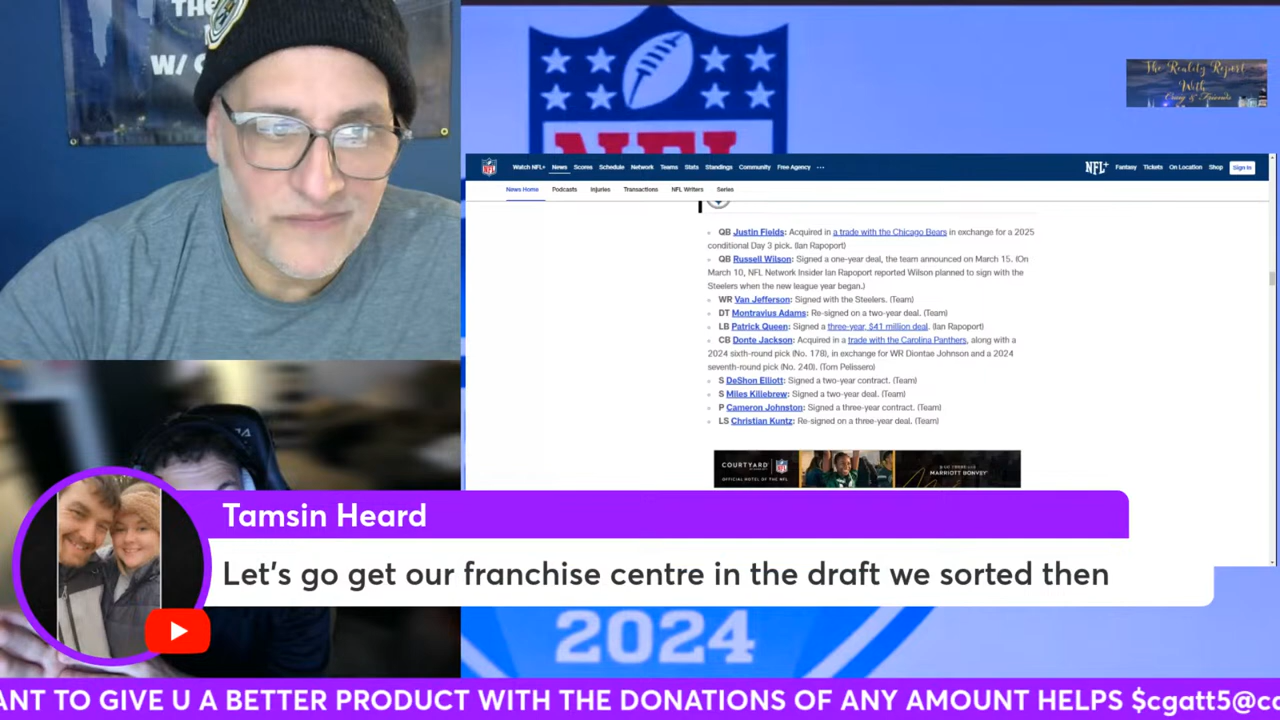 THE
W/ C
The Reality Report
With
Craig & Friends
NFL
Watch NFL+ News Scores Schedule Network Teams Stats Standings Community Free Agency ...
NFL+ Fantasy Tickets On Location Shop Sign In
News Home Podcasts Injuries Transactions NFL Writers Series
QB Justin Fields: Acquired in a trade with the Chicago Bears in exchange for a 2025
conditional Day 3 pick. (Ian Rapoport)
QB Russell Wilson: Signed a one-year deal, the team announced on March 15. (On
March 10, NFL Network Insider Ian Rapoport reported Wilson planned to sign with the
Steelers when the new league year began.)
WR Van Jefferson: Signed with the Steelers. (Team)
DT Montravius Adams: Re-signed on a two-year deal. (Team)
LB Patrick Queen: Signed a three-year, $41 million deal. (Ian Rapoport)
CB Donte Jackson: Acquired in a trade with the Carolina Panthers, along with a
2024 sixth-round pick (No. 178), in exchange for WR Diontae Johnson and a 2024
seventh-round pick (No. 240). (Tom Pelissero)
S DeShon Elliott: Signed a two-year contract. (Team)
S Miles Killebrew: Signed a two-year deal. (Team)
P Cameron Johnston: Signed a three-year contract. (Team)
LS Christian Kuntz: Re-signed on a three-year deal. (Team)
COURTYARD
OFFICIAL HOTEL OF THE NFL
MARRIOTT BONVOY
Tamsin Heard
Let's go get our franchise centre in the draft we sorted then
2024
ANT TO GIVE U A BETTER PRODUCT WITH THE DONATIONS OF ANY AMOUNT HELPS $cgatt5@ca